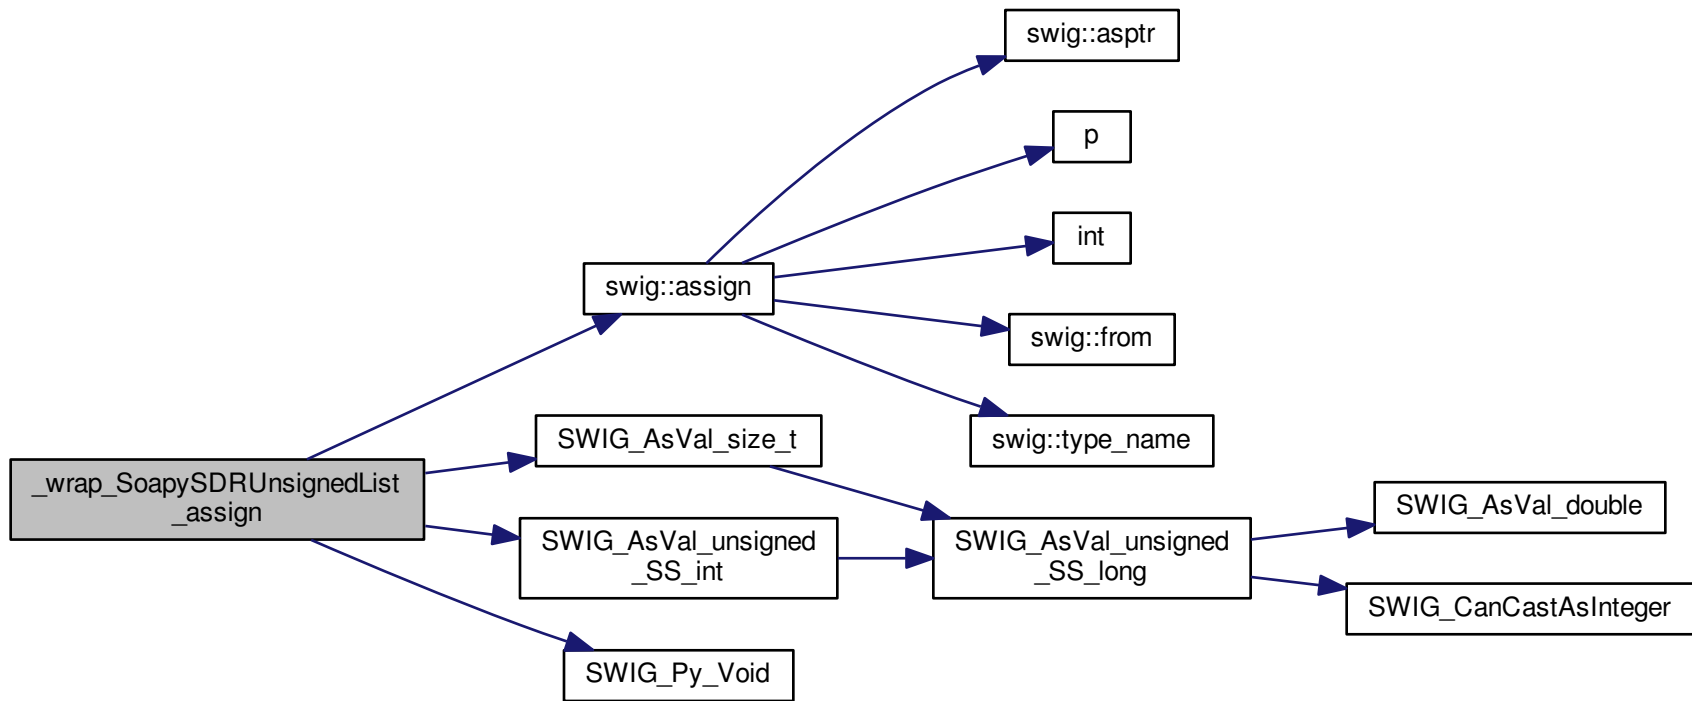 swig::asptr
p
int
swig::assign
swig::from
swig::type_name
SWIG_AsVal_size_t
_wrap_SoapySDRUnsignedList
_assign
SWIG_AsVal_double
SWIG_AsVal_unsigned
_SS_int
SWIG_AsVal_unsigned
_SS_long
SWIG_CanCastAsInteger
SWIG_Py_Void